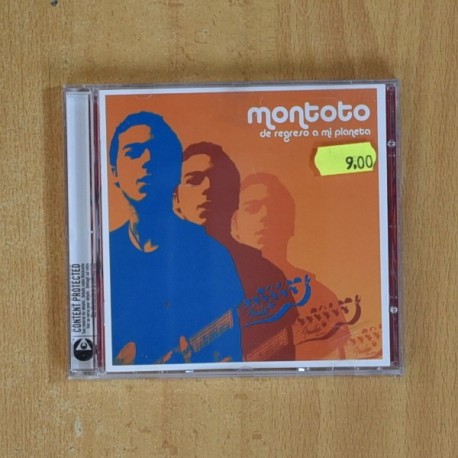 montoto
de regreso a mi planeta
9,00
CONTENT PROTECTED